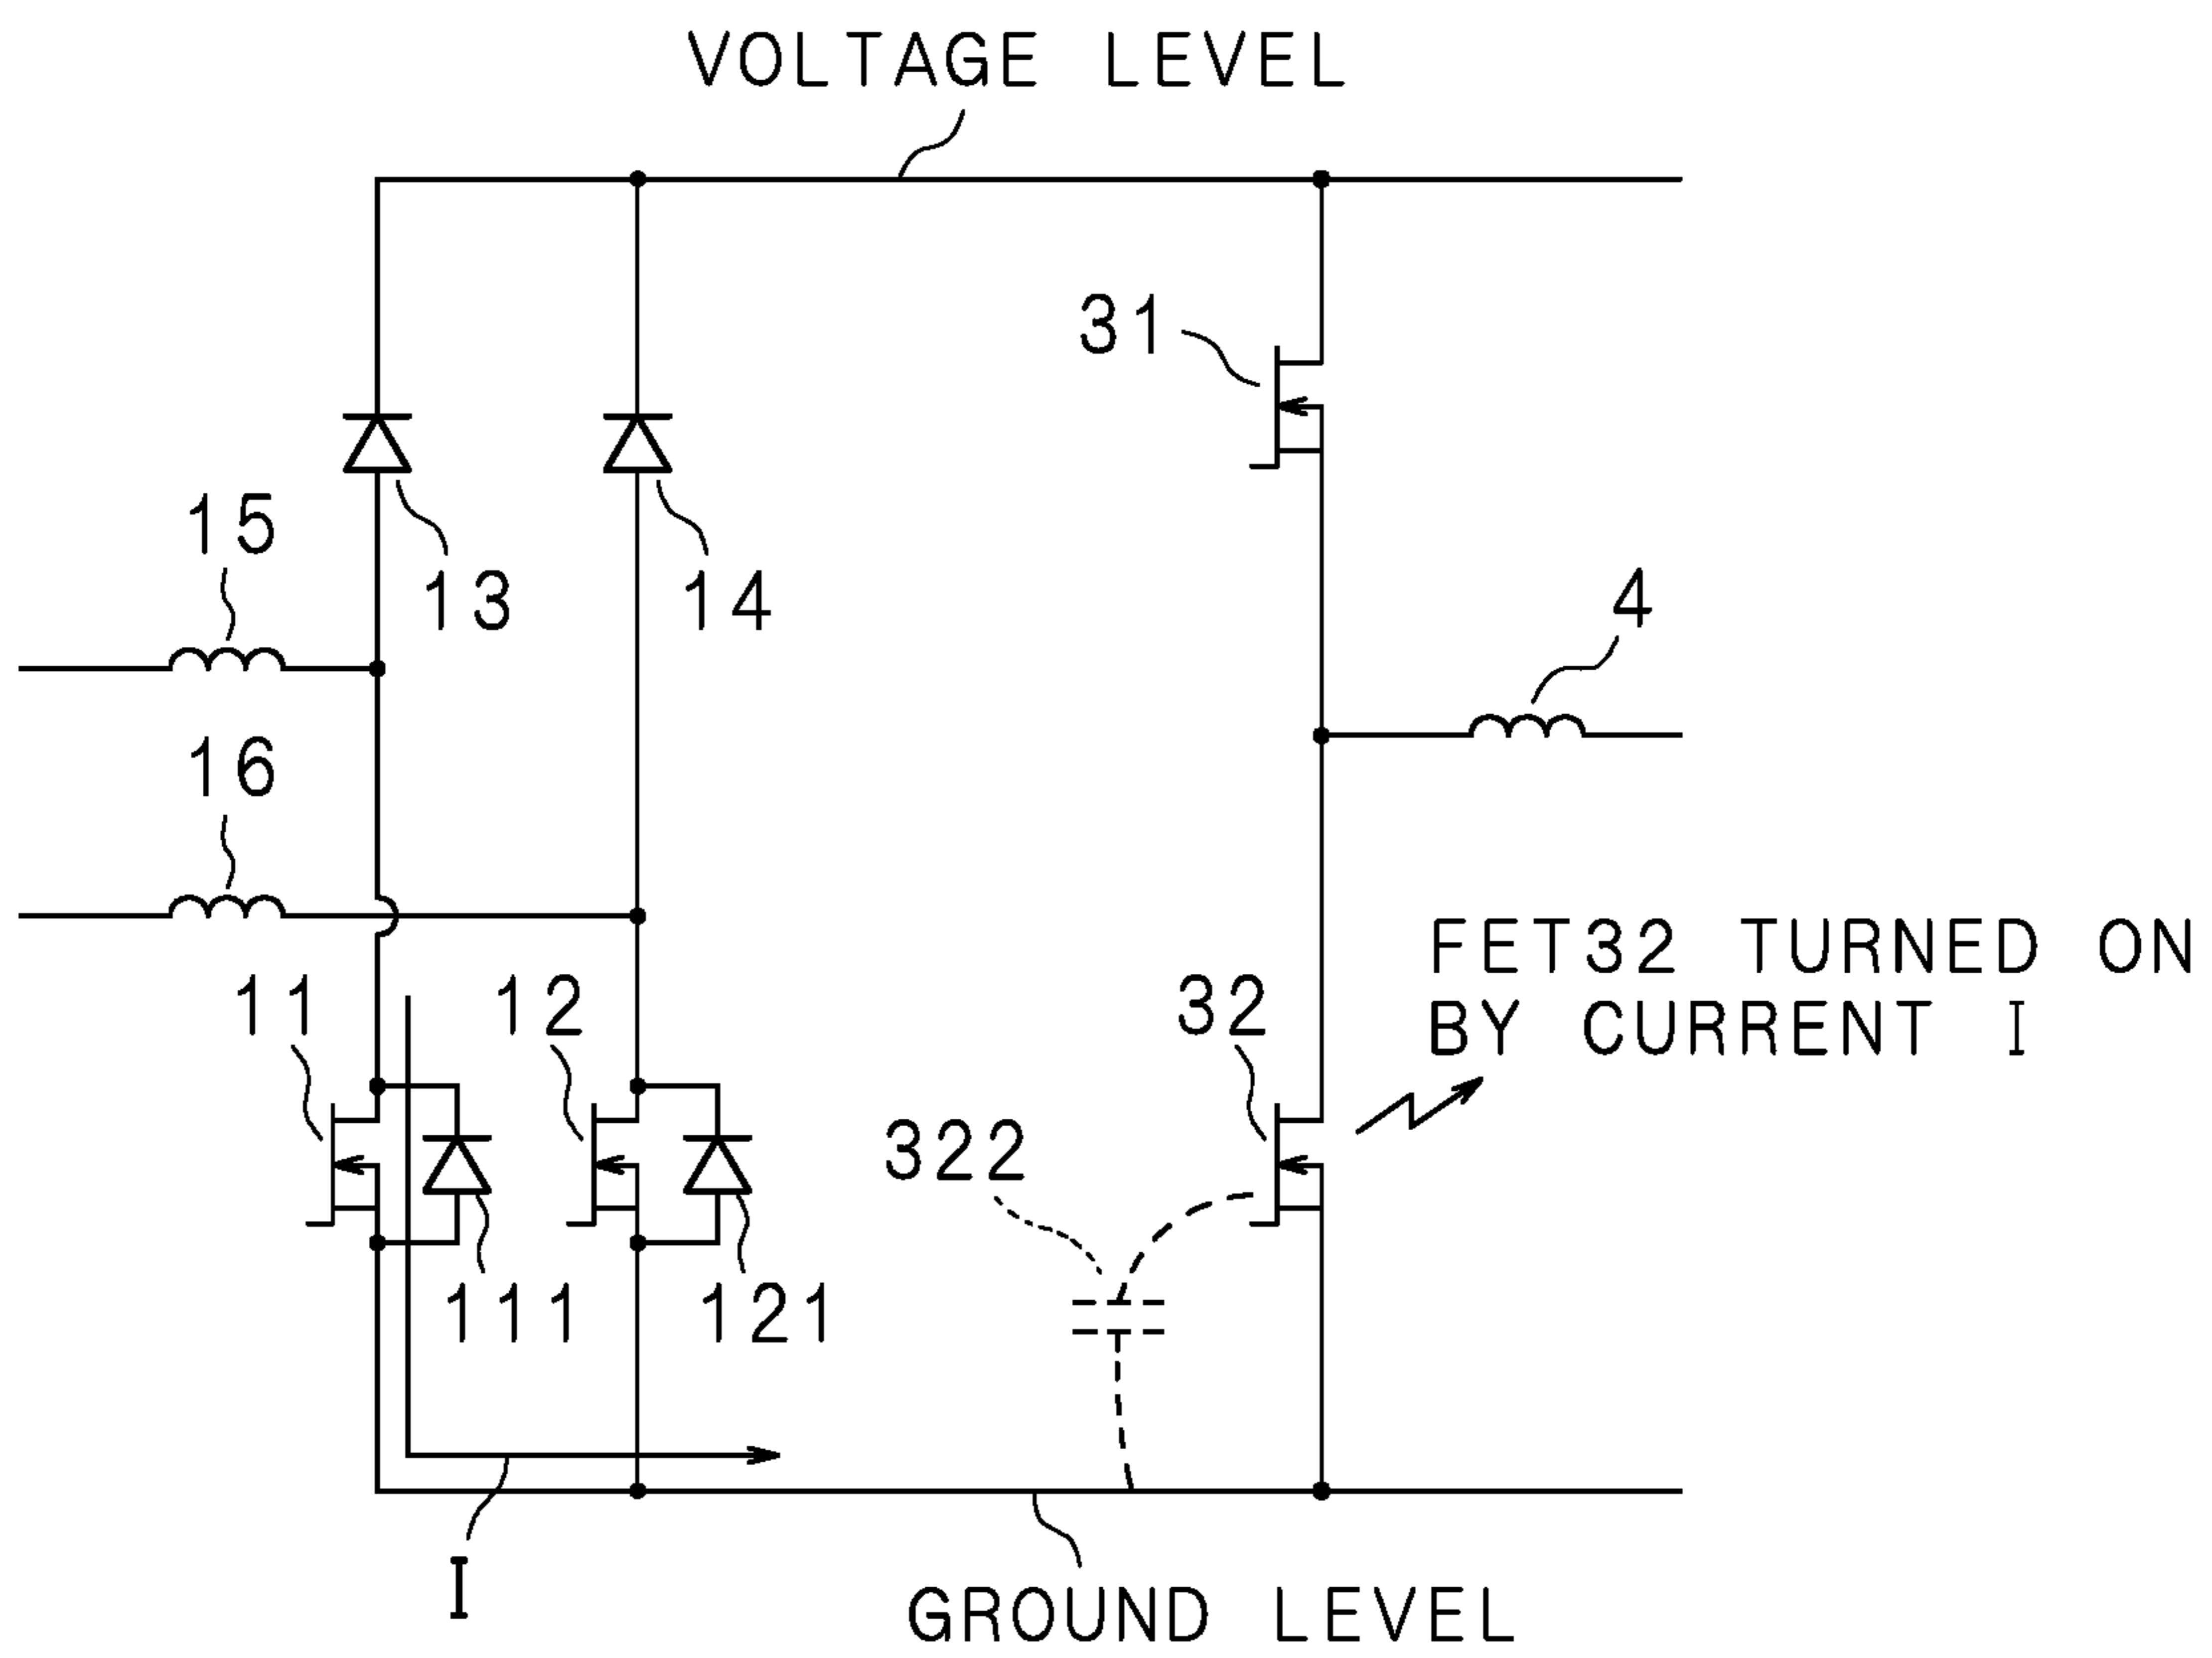 VOLTAGE LEVEL
31
15
13
14
4
16
FET32 TURNED ON
BY CURRENT I
11
12
32
322
111
121
I
GROUND LEVEL